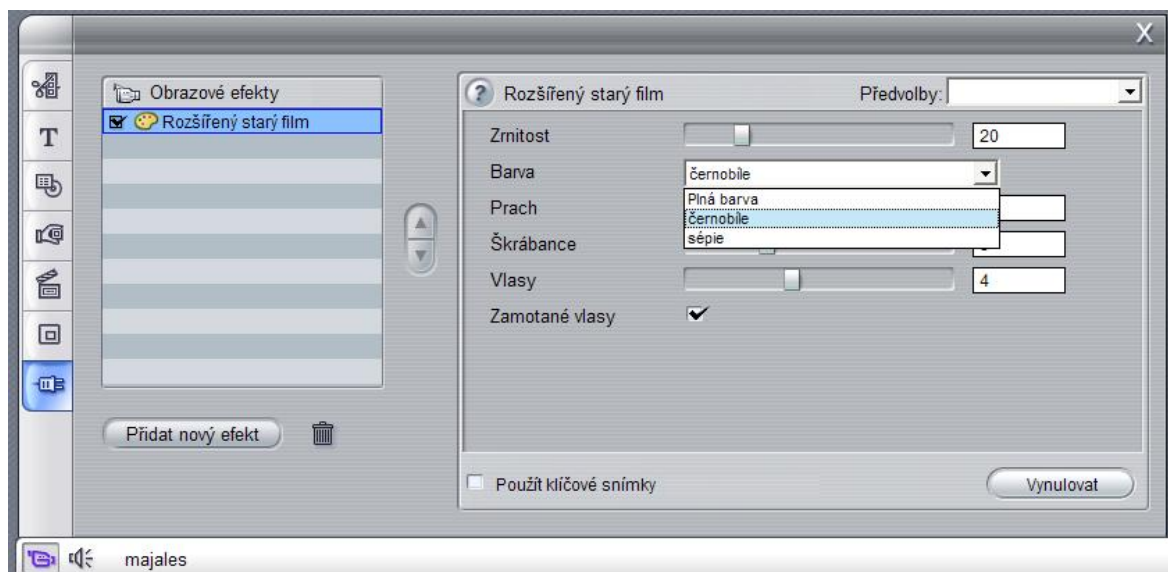 X
Obrazové efekty
Rozšířený starý film
Přidat nový efekt
? Rozšířený starý film Předvolby:
Zrnitost 20
Barva černobíle
Plná barva
černobíle
sépie
Prach
Škrábance
Vlasy 4
Zamotané vlasy
Použít klíčové snímky Vynulovat
T
majales